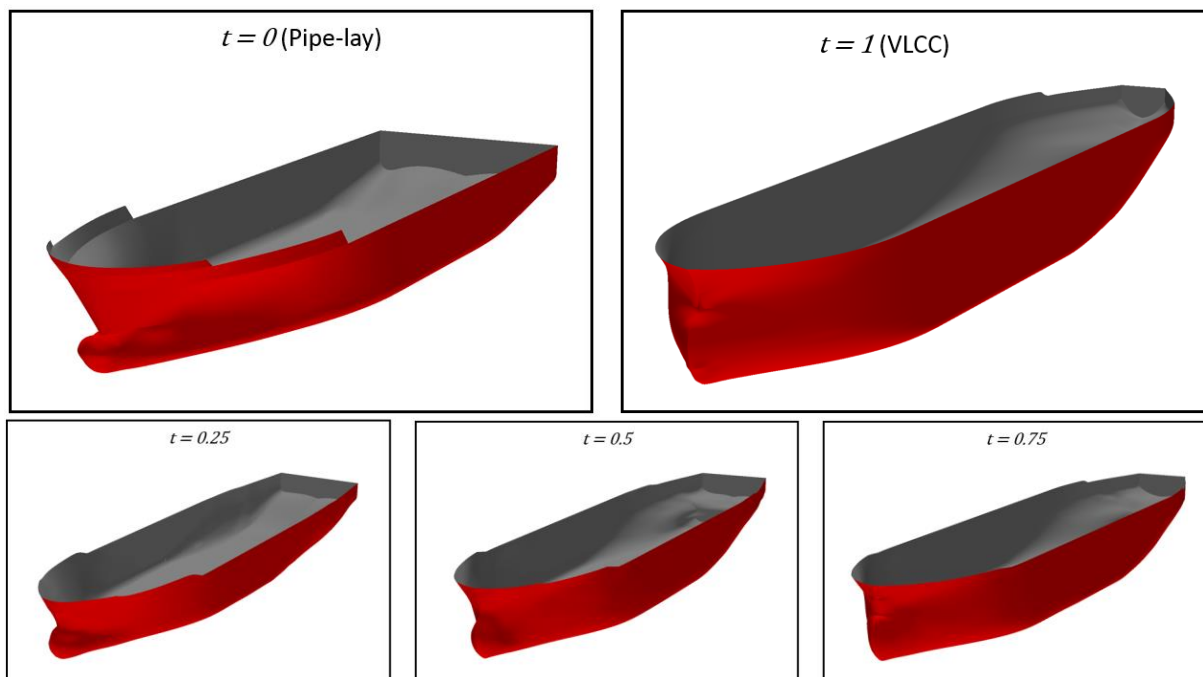 t = 0 (Pipe-lay)
t = 1 (VLCC)
t = 0.25
t = 0.5
t = 0.75